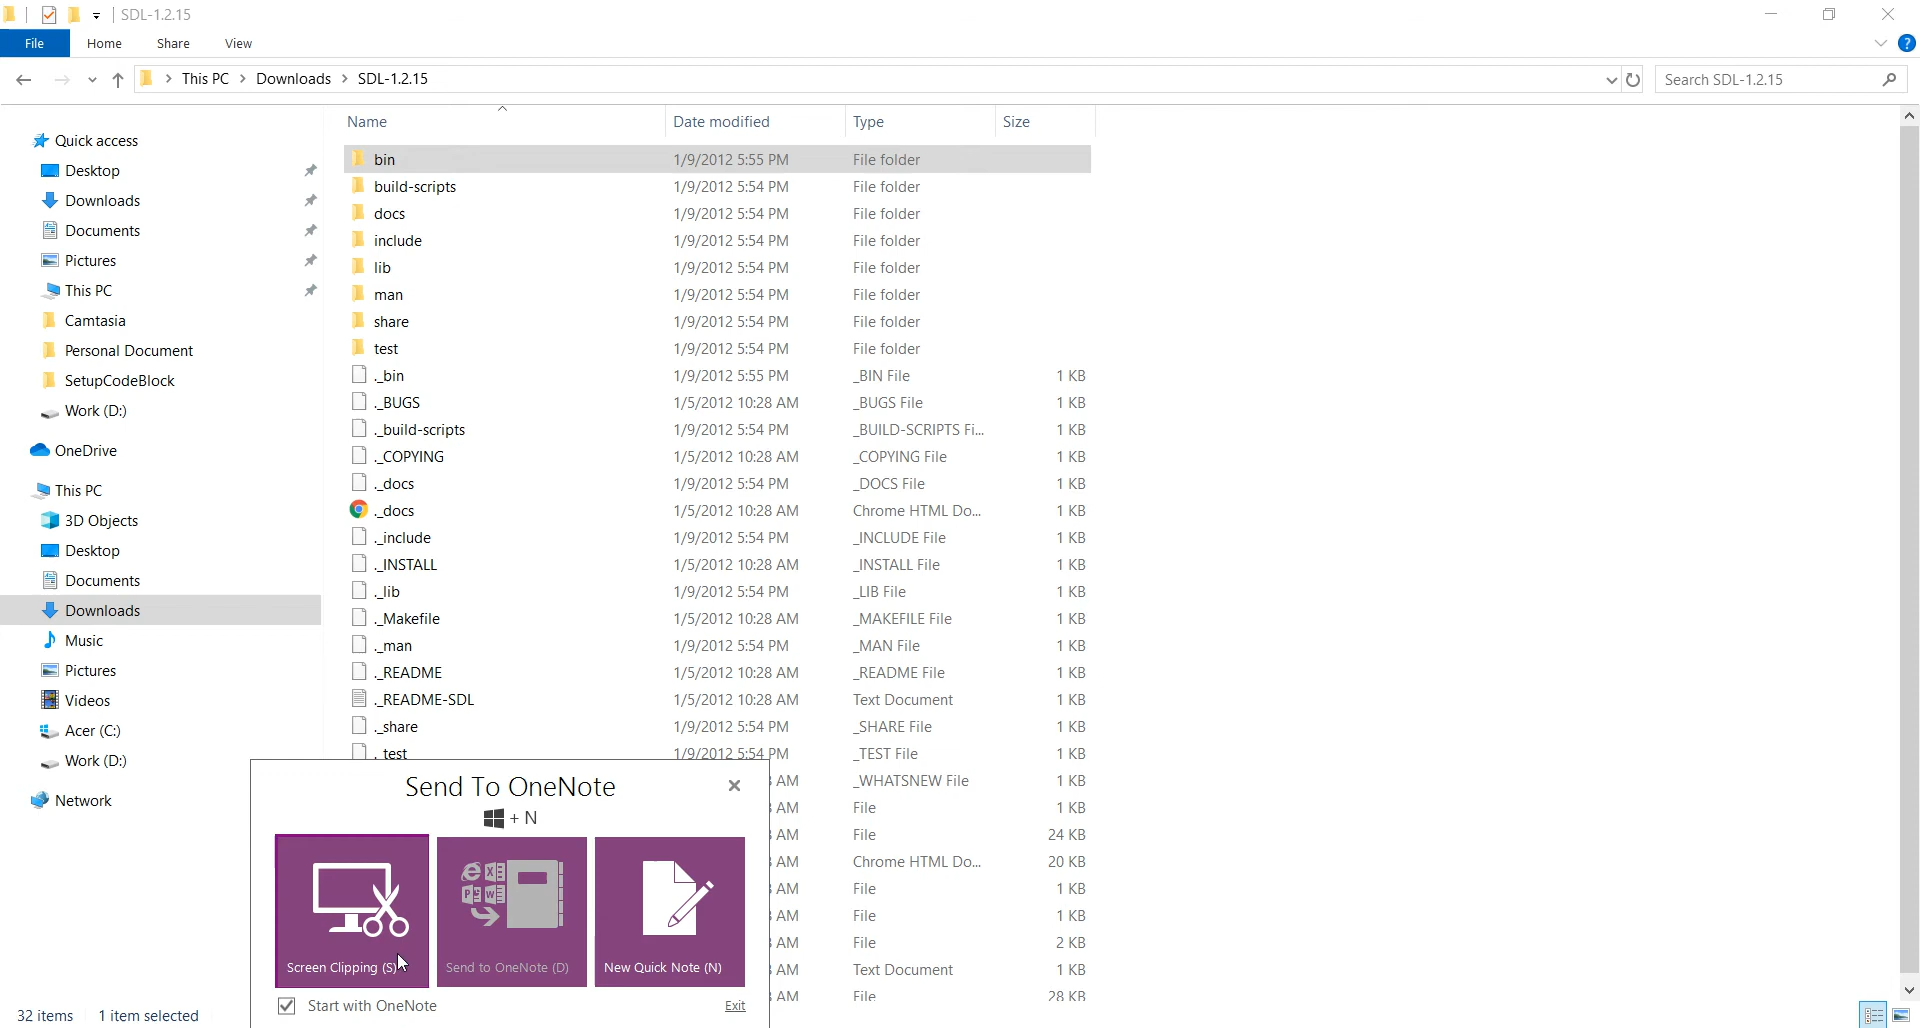 SDL-1.2.15
File Home Share View
This PC Downloads SDL-1.2.15
Search SDL-1.2.15
Name Date modified Type Size
Quick access
Desktop
Downloads
Documents
Pictures
This PC
Camtasia
Personal Document
SetupCodeBlock
Work (D:)
OneDrive
This PC
3D Objects
Desktop
Documents
Downloads
Music
Pictures
Videos
Acer (C:)
Work (D:)
Network
bin 1/9/2012 5:55 PM File folder
build-scripts 1/9/2012 5:54 PM File folder
docs 1/9/2012 5:54 PM File folder
include 1/9/2012 5:54 PM File folder
lib 1/9/2012 5:54 PM File folder
man 1/9/2012 5:54 PM File folder
share 1/9/2012 5:54 PM File folder
test 1/9/2012 5:54 PM File folder
._bin 1/9/2012 5:55 PM _BIN File 1 KB
._BUGS 1/5/2012 10:28 AM _BUGS File 1 KB
._build-scripts 1/9/2012 5:54 PM _BUILD-SCRIPTS Fi... 1 KB
._COPYING 1/5/2012 10:28 AM _COPYING File 1 KB
._docs 1/9/2012 5:54 PM _DOCS File 1 KB
._docs 1/5/2012 10:28 AM Chrome HTML Do... 1 KB
._include 1/9/2012 5:54 PM _INCLUDE File 1 KB
._INSTALL 1/5/2012 10:28 AM _INSTALL File 1 KB
._lib 1/9/2012 5:54 PM _LIB File 1 KB
._Makefile 1/5/2012 10:28 AM _MAKEFILE File 1 KB
._man 1/9/2012 5:54 PM _MAN File 1 KB
._README 1/5/2012 10:28 AM _README File 1 KB
._README-SDL 1/5/2012 10:28 AM Text Document 1 KB
._share 1/9/2012 5:54 PM _SHARE File 1 KB
._test 1/9/2012 5:54 PM _TEST File 1 KB
AM _WHATSNEW File 1 KB
AM File 1 KB
AM File 24 KB
AM Chrome HTML Do... 20 KB
AM File 1 KB
AM File 1 KB
AM File 2 KB
AM Text Document 1 KB
AM File 28 KB
Send To OneNote
+ N
Screen Clipping (S)
Send to OneNote (D)
New Quick Note (N)
Start with OneNote
Exit
32 items 1 item selected